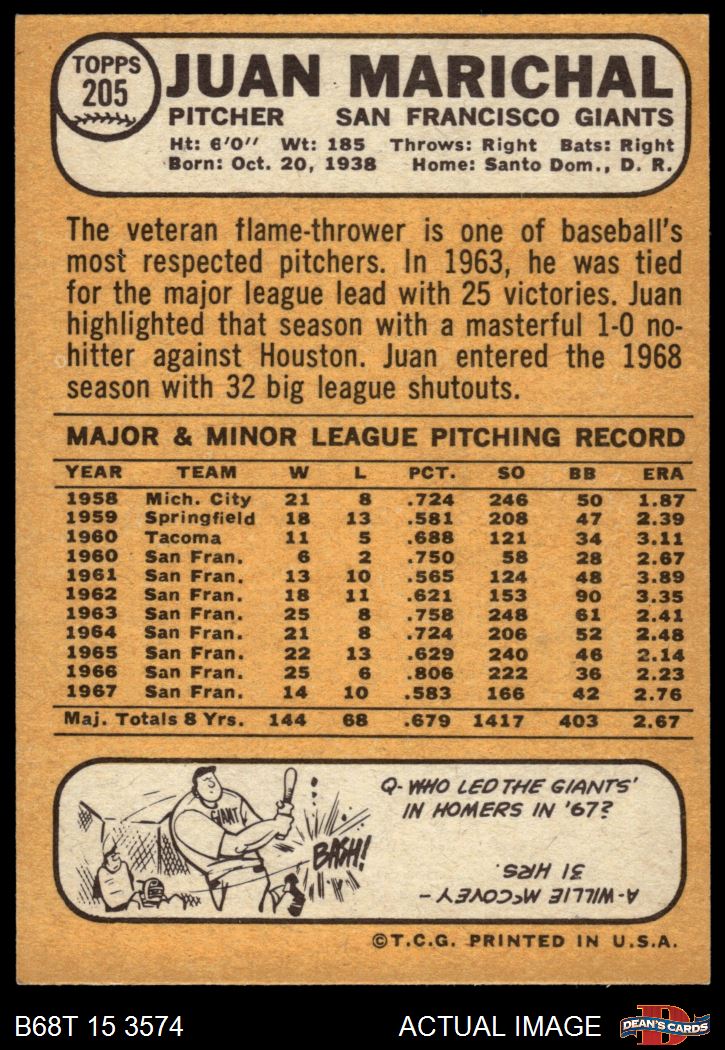 TOPPS
205
JUAN MARICHAL
PITCHER SAN FRANCISCO GIANTS
Ht: 6'0" Wt: 185 Throws: Right Bats: Right
Born: Oct. 20, 1938 Home: Santo Dom., D. R.
The veteran flame-thrower is one of baseball's
most respected pitchers. In 1963, he was tied
for the major league lead with 25 victories. Juan
highlighted that season with a masterful 1-0 no-
hitter against Houston. Juan entered the 1968
season with 32 big league shutouts.
MAJOR & MINOR LEAGUE PITCHING RECORD
YEAR TEAM W L PCT. SO BB ERA
1958 Mich. City 21 8 .724 246 50 1.87
1959 Springfield 18 13 .581 208 47 2.39
1960 Tacoma 11 5 .688 121 34 3.11
1960 San Fran. 6 2 .750 58 28 2.67
1961 San Fran. 13 10 .565 124 48 3.89
1962 San Fran. 18 11 .621 153 90 3.35
1963 San Fran. 25 8 .758 248 61 2.41
1964 San Fran. 21 8 .724 206 52 2.48
1965 San Fran. 22 13 .629 240 46 2.14
1966 San Fran. 25 6 .806 222 36 2.23
1967 San Fran. 14 10 .583 166 42 2.76
Maj. Totals 8 Yrs. 144 68 .679 1417 403 2.67
GIANT
BASH!
Q- WHO LED THE GIANTS'
IN HOMERS IN '67?
A- WILLIE McCOVEY -
31 HRS.
©T.C.G. PRINTED IN U.S.A.
B68T 15 3574 ACTUAL IMAGE
D
DEAN'S CARDS